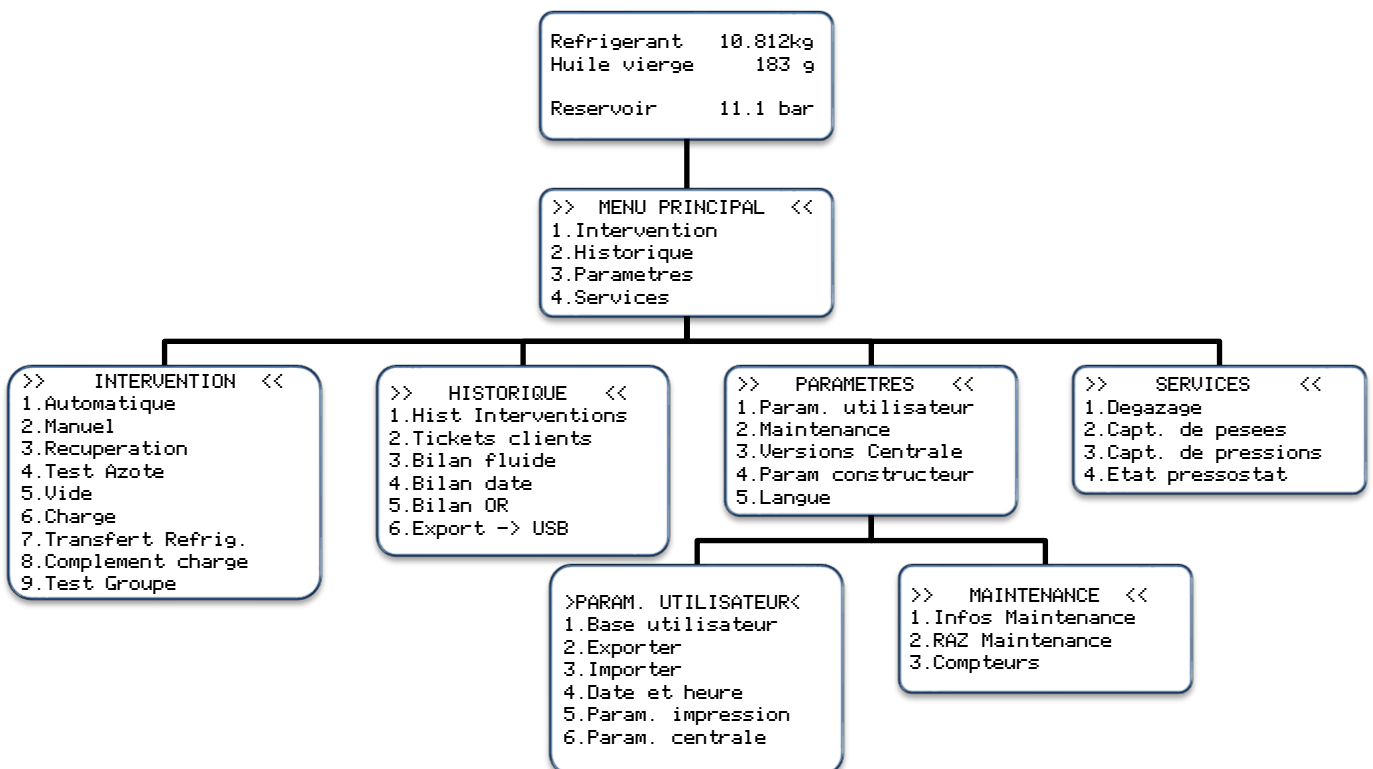 Refrigerant 10.812kg
Huile vierge 183 g
Reservoir 11.1 bar
>> MENU PRINCIPAL <<
1.Intervention
2.Historique
3.Parametres
4.Services
>> INTERVENTION <<
1.Automatique
2.Manuel
3.Recuperation
4.Test Azote
5.Vide
6.Charge
7.Transfert Refrig.
8.Complement charge
9.Test Groupe
>> HISTORIQUE <<
1.Hist Interventions
2.Tickets clients
3.Bilan fluide
4.Bilan date
5.Bilan OR
6.Export -> USB
>> PARAMETRES <<
1.Param. utilisateur
2.Maintenance
3.Versions Centrale
4.Param constructeur
5.Langue
>> SERVICES <<
1.Degazage
2.Capt. de pesees
3.Capt. de pressions
4.Etat pressostat
>PARAM. UTILISATEUR<
1.Base utilisateur
2.Exporter
3.Importer
4.Date et heure
5.Param. impression
6.Param. centrale
>> MAINTENANCE <<
1.Infos Maintenance
2.RAZ Maintenance
3.Compteurs